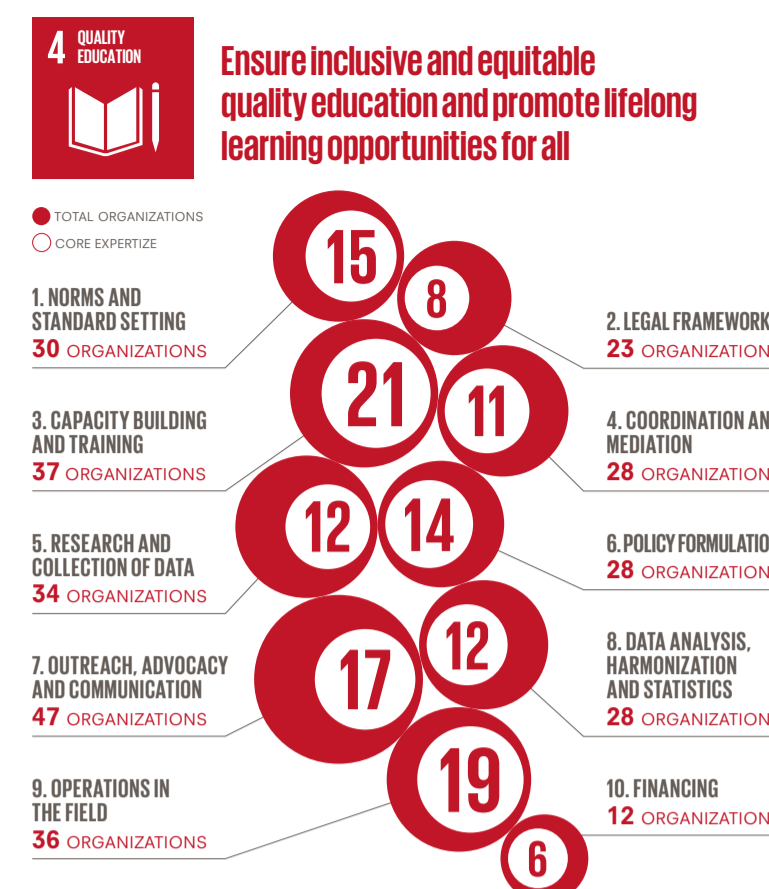 4 QUALITY
EDUCATION
Ensure inclusive and equitable
quality education and promote lifelong
learning opportunities for all
TOTAL ORGANIZATIONS
CORE EXPERTIZE
15
8
1. NORMS AND
STANDARD SETTING
30 ORGANIZATIONS
2. LEGAL FRAMEWORK
23 ORGANIZATION
21
11
3. CAPACITY BUILDING
AND TRAINING
37 ORGANIZATIONS
4. COORDINATION AN
MEDIATION
28 ORGANIZATION
12
14
5. RESEARCH AND
COLLECTION OF DATA
34 ORGANIZATIONS
6. POLICY FORMULATIO
28 ORGANIZATION
17
12
7. OUTREACH, ADVOCACY
AND COMMUNICATION
47 ORGANIZATIONS
8. DATA ANALYSIS,
HARMONIZATION
AND STATISTICS
28 ORGANIZATION
19
9. OPERATIONS IN
THE FIELD
36 ORGANIZATIONS
10. FINANCING
12 ORGANIZATION
6